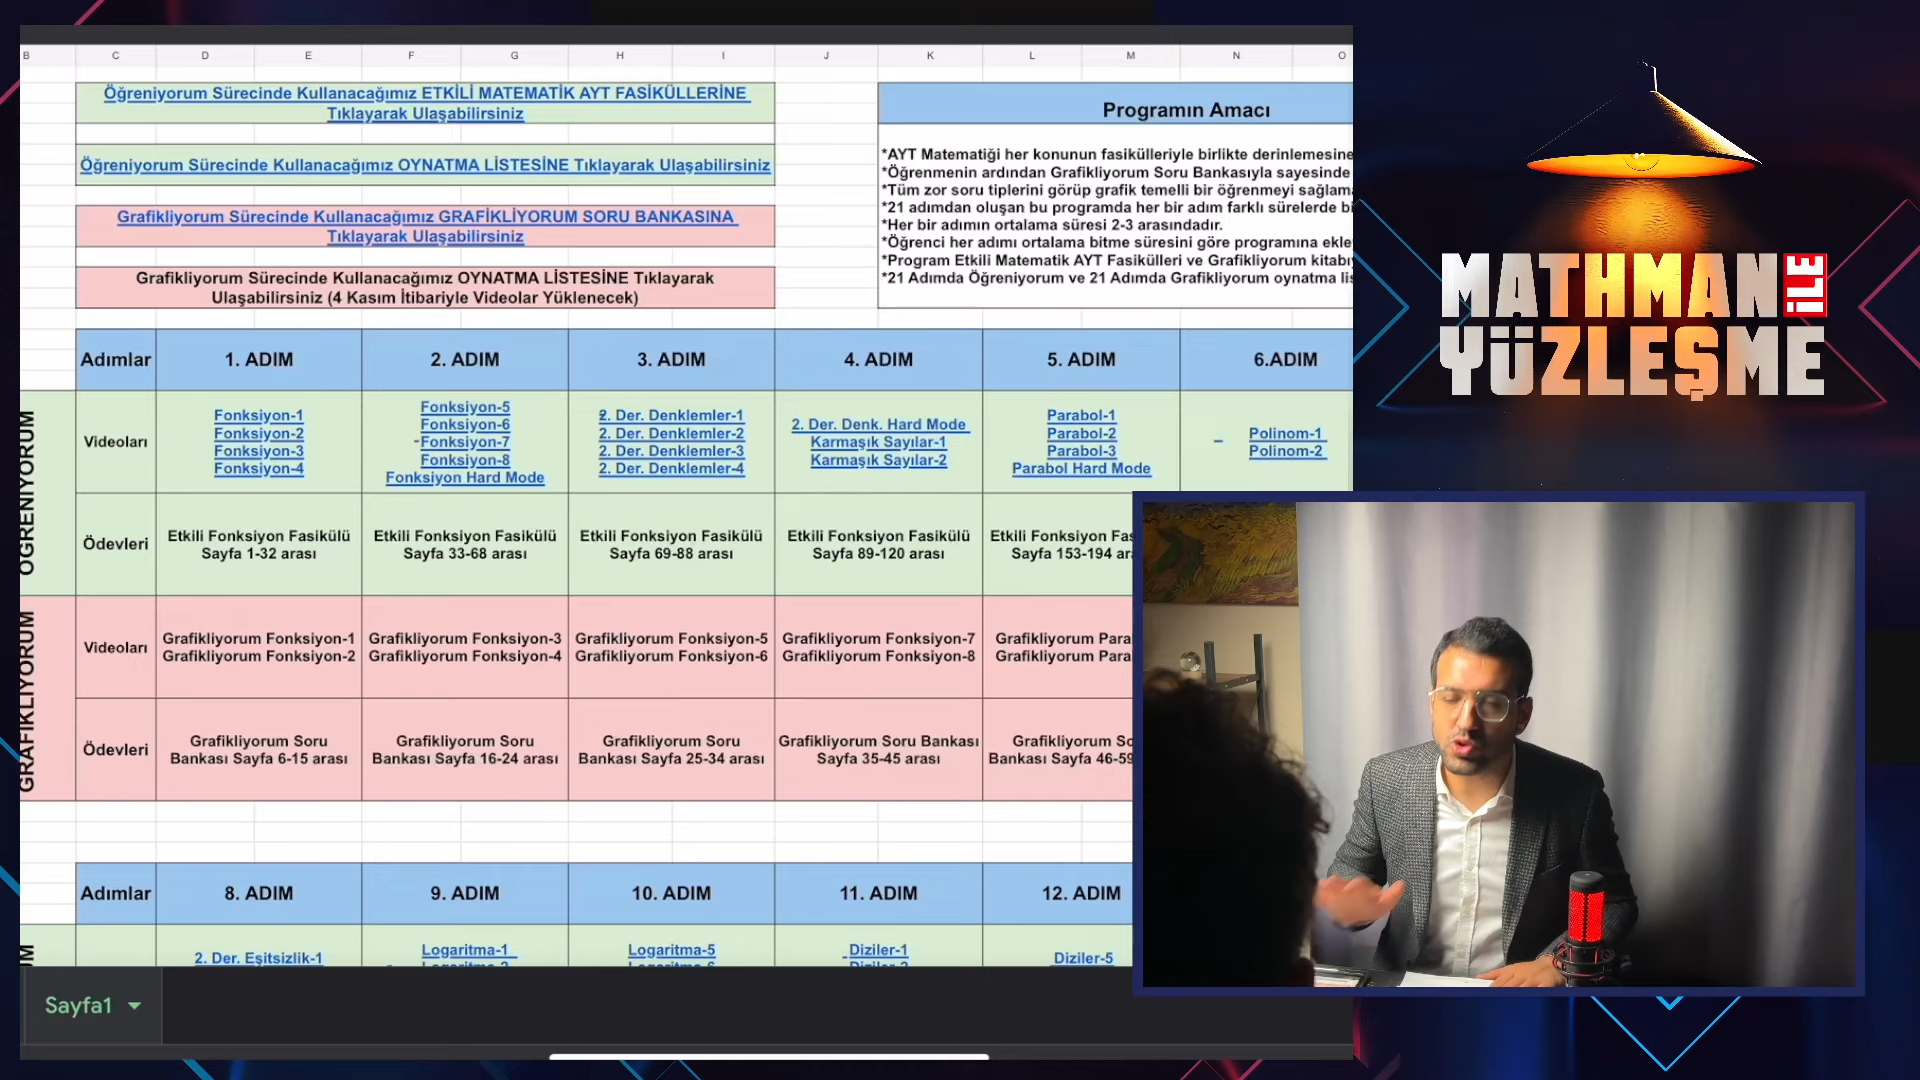 B C D E F G H I J K L M N O
Öğreniyorum Sürecinde Kullanacağımız ETKİLİ MATEMATİK AYT FASİKÜLLERİNE
Tıklayarak Ulaşabilirsiniz
Öğreniyorum Sürecinde Kullanacağımız OYNATMA LİSTESİNE Tıklayarak Ulaşabilirsiniz
Grafikliyorum Sürecinde Kullanacağımız GRAFİKLİYORUM SORU BANKASINA
Tıklayarak Ulaşabilirsiniz
Grafikliyorum Sürecinde Kullanacağımız OYNATMA LİSTESİNE Tıklayarak
Ulaşabilirsiniz (4 Kasım İtibariyle Videolar Yüklenecek)
Programın Amacı
*AYT Matematiği her konunun fasikülleriyle birlikte derinlemesine
*Öğrenmenin ardından Grafikliyorum Soru Bankasıyla sayesinde
*Tüm zor soru tiplerini görüp grafik temelli bir öğrenmeyi sağlam
*21 adımdan oluşan bu programda her bir adım farklı sürelerde bi
*Her bir adımın ortalama süresi 2-3 arasındadır.
*Öğrenci her adımı ortalama bitme süresini göre programına ekle
*Program Etkili Matematik AYT Fasikülleri ve Grafikliyorum kitabı
*21 Adımda Öğreniyorum ve 21 Adımda Grafikliyorum oynatma lis
MATHMAN İLE
YÜZLEŞME
Adımlar
1. ADIM
2. ADIM
3. ADIM
4. ADIM
5. ADIM
6.ADIM
ÖĞRENİYORUM
Videoları
Fonksiyon-1
Fonksiyon-2
Fonksiyon-3
Fonksiyon-4
Fonksiyon-5
Fonksiyon-6
-Fonksiyon-7
Fonksiyon-8
Fonksiyon Hard Mode
2. Der. Denklemler-1
2. Der. Denklemler-2
2. Der. Denklemler-3
2. Der. Denklemler-4
2. Der. Denk. Hard Mode
Karmaşık Sayılar-1
Karmaşık Sayılar-2
Parabol-1
Parabol-2
Parabol-3
Parabol Hard Mode
Polinom-1
Polinom-2
Ödevleri
Etkili Fonksiyon Fasikülü
Sayfa 1-32 arası
Etkili Fonksiyon Fasikülü
Sayfa 33-68 arası
Etkili Fonksiyon Fasikülü
Sayfa 69-88 arası
Etkili Fonksiyon Fasikülü
Sayfa 89-120 arası
Etkili Fonksiyon Fas
Sayfa 153-194 ara
GRAFİKLİYORUM
Videoları
Grafikliyorum Fonksiyon-1
Grafikliyorum Fonksiyon-2
Grafikliyorum Fonksiyon-3
Grafikliyorum Fonksiyon-4
Grafikliyorum Fonksiyon-5
Grafikliyorum Fonksiyon-6
Grafikliyorum Fonksiyon-7
Grafikliyorum Fonksiyon-8
Grafikliyorum Para
Grafikliyorum Para
Ödevleri
Grafikliyorum Soru
Bankası Sayfa 6-15 arası
Grafikliyorum Soru
Bankası Sayfa 16-24 arası
Grafikliyorum Soru
Bankası Sayfa 25-34 arası
Grafikliyorum Soru Bankası
Sayfa 35-45 arası
Grafikliyorum So
Bankası Sayfa 46-59
Adımlar
8. ADIM
9. ADIM
10. ADIM
11. ADIM
12. ADIM
2. Der. Eşitsizlik-1
Logaritma-1
Logaritma-5
-Diziler-1
Diziler-5
Sayfa1